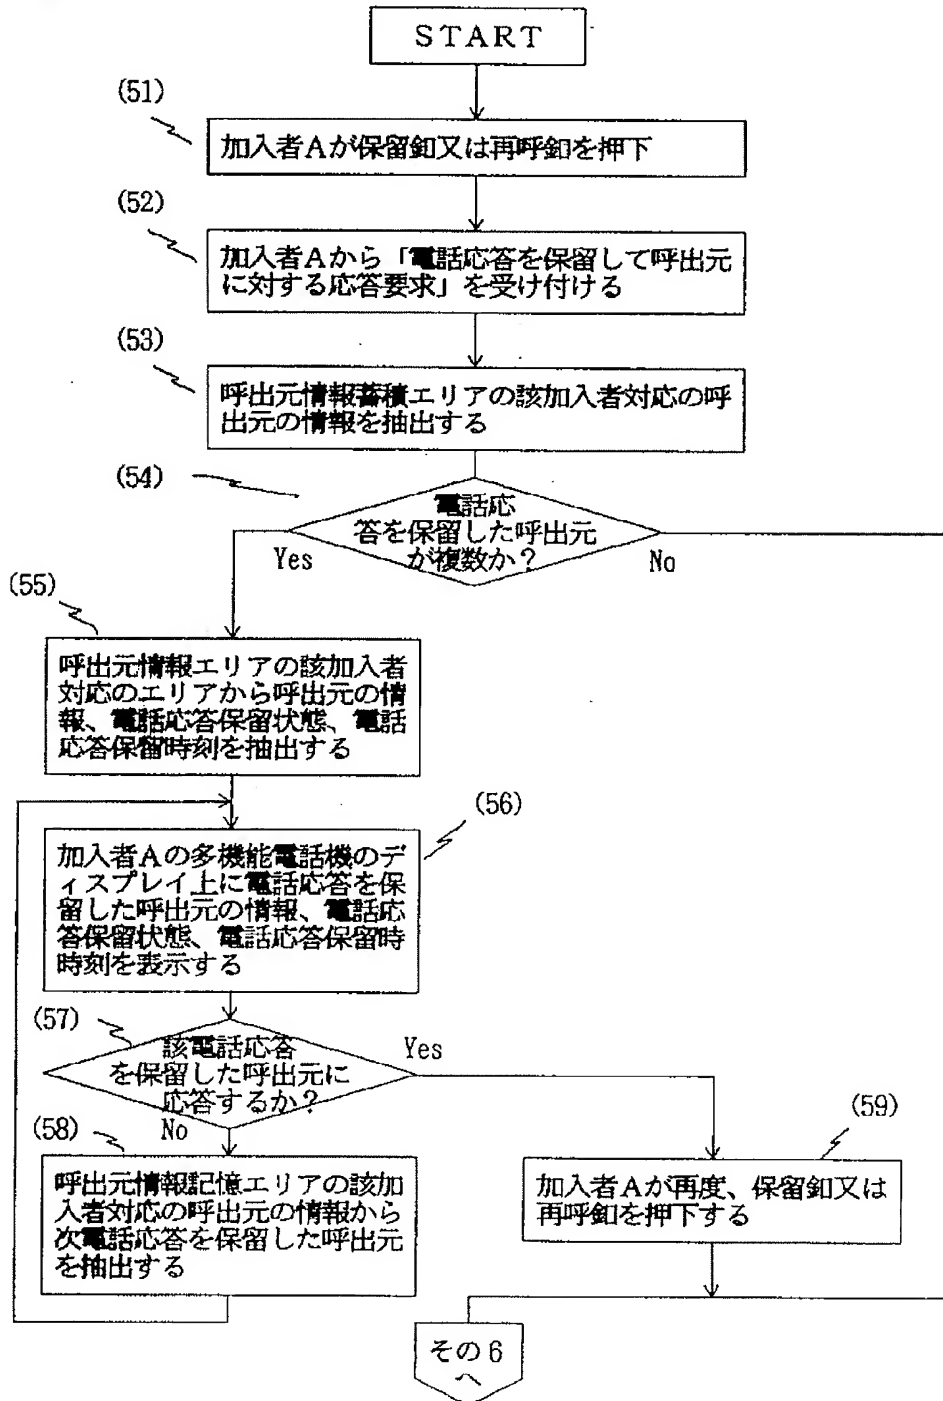 START
(51)
加入者Aが保留釦又は再呼釦を押下
(52)
加入者Aから「電話応答を保留して呼出元
に対する応答要求」を受け付ける
(53)
呼出元情報蓄積エリアの該加入者対応の呼
出元の情報を抽出する
(54)
電話応
答を保留した呼出元
が複数か?
Yes
No
(55)
呼出元情報エリアの該加入者
対応のエリアから呼出元の情
報、電話応答保留状態、電話
応答保留時刻を抽出する
(56)
加入者Aの多機能電話機のデ
ィスプレイ上に電話応答を保
留した呼出元の情報、電話応
答保留状態、電話応答保留時
時刻を表示する
(57)
該電話応答
を保留した呼出元に
応答するか?
Yes
No
(58)
呼出元情報記憶エリアの該加
入者対応の呼出元の情報から
次電話応答を保留した呼出元
を抽出する
(59)
加入者Aが再度、保留釦又は
再呼釦を押下する
その6
へ